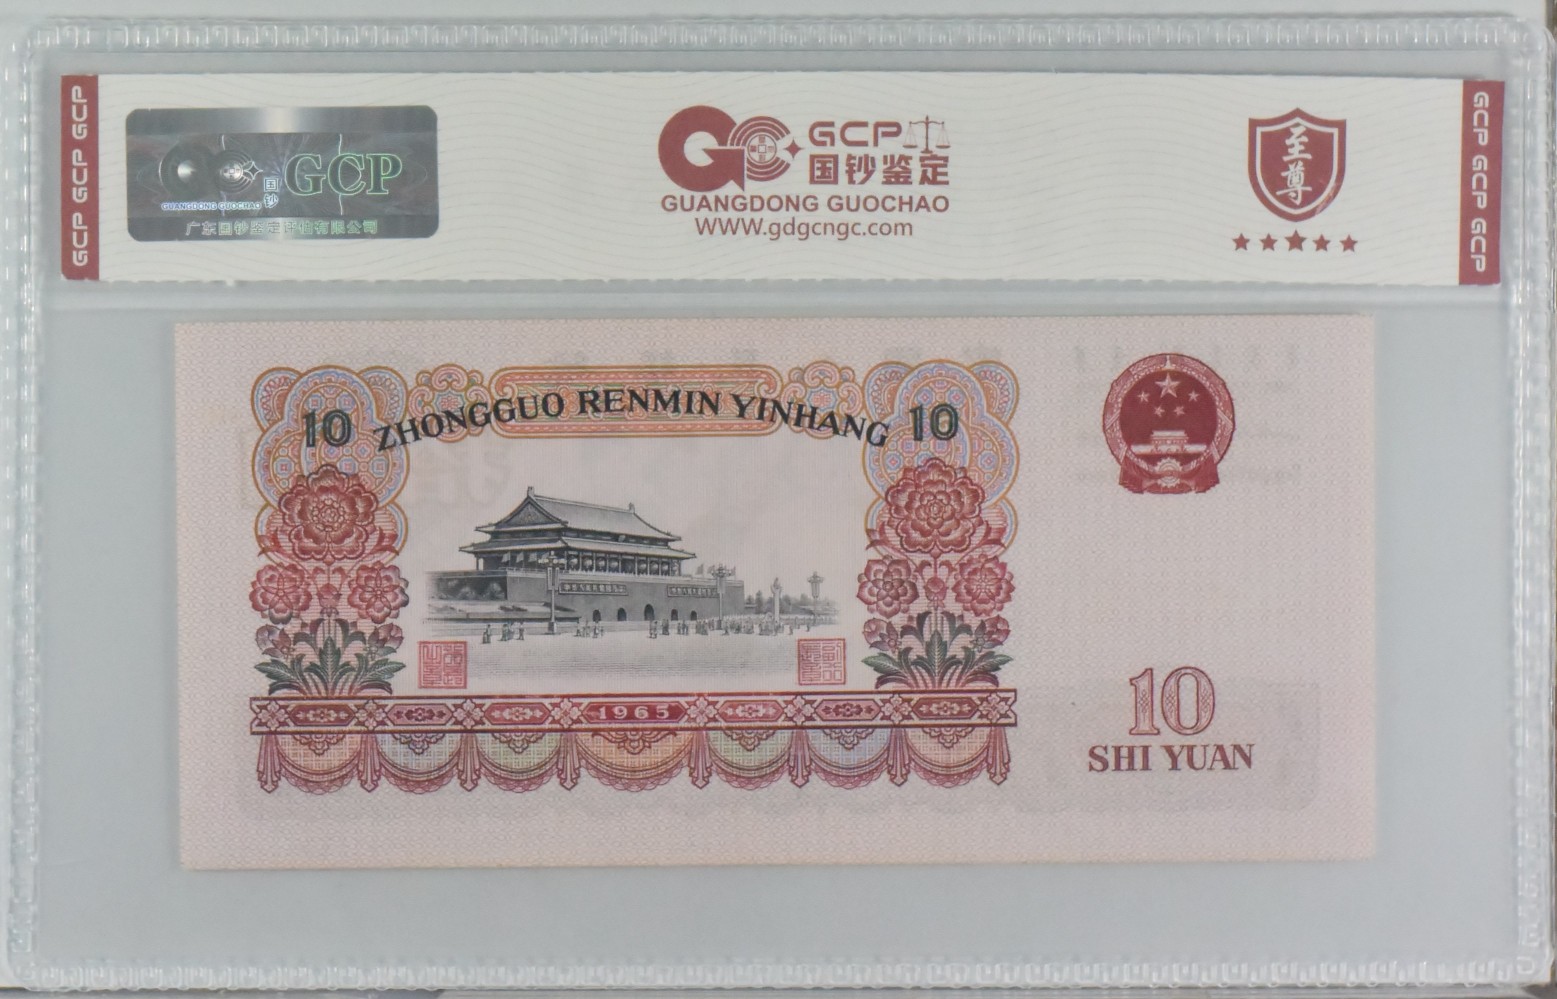 GCP GCP GCP
GCP
国钞
GUANGDONG GUOCHAO
广东国钞鉴定评估有限公司
GCP
国钞鉴定
GUANGDONG GUOCHAO
WWW.gdgcngc.com
至尊
GCP GCP GCP GCP
10 ZHONGGUO RENMIN YINHANG 10
1965
10
SHI YUAN